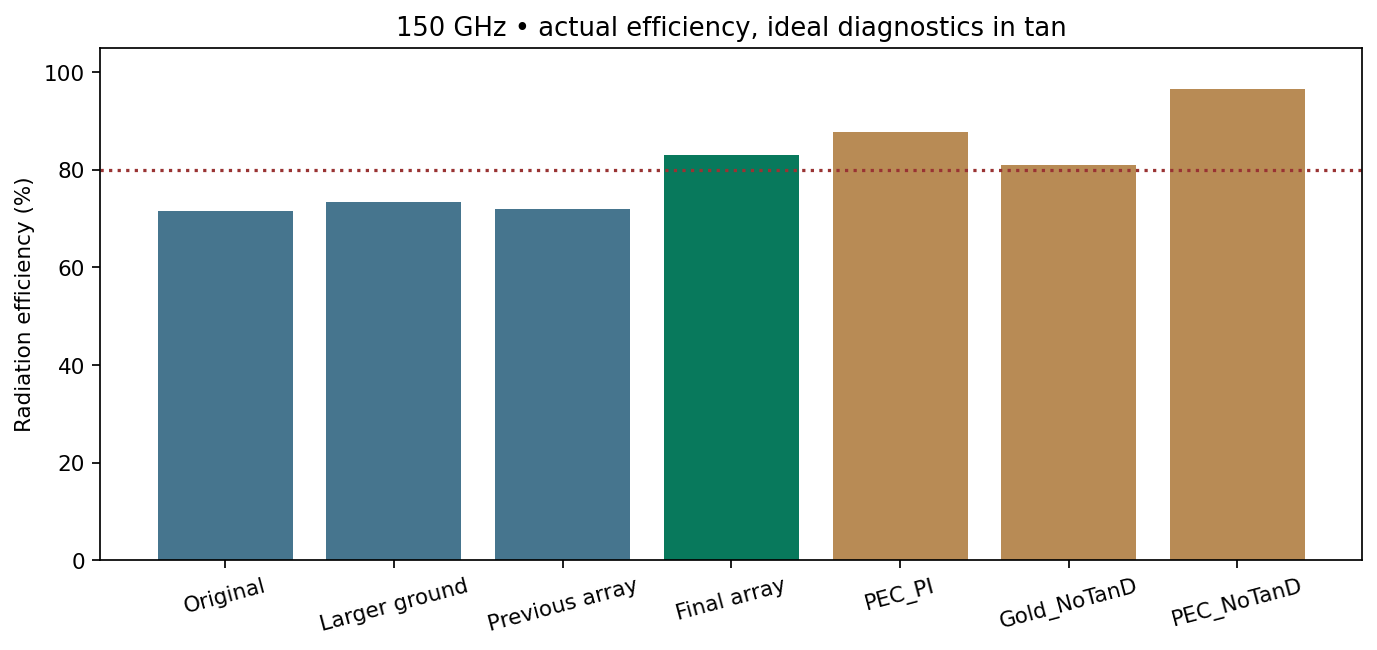 150 GHz • actual efficiency, ideal diagnostics in tan
Radiation efficiency (%)
100
80
60
40
20
0
Original
Larger ground
Previous array
Final array
PEC_PI
Gold_NoTanD
PEC_NoTanD